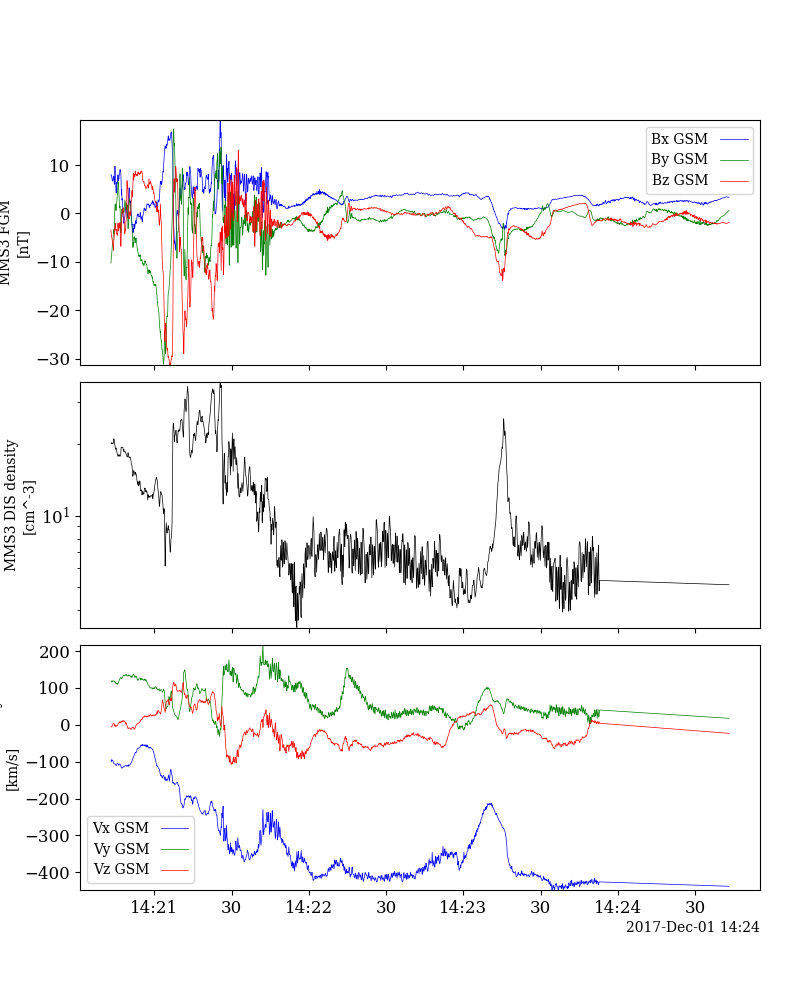 Bx GSM
By GSM
Bz GSM
10
0
−10
−20
−30
MMS3 FGM
[nT]
10^1
MMS3 DIS density
[cm^-3]
200
100
0
−100
−200
−300
−400
[km/s]
Vx GSM
Vy GSM
Vz GSM
14:21 30 14:22 30 14:23 30 14:24 30
2017-Dec-01 14:24